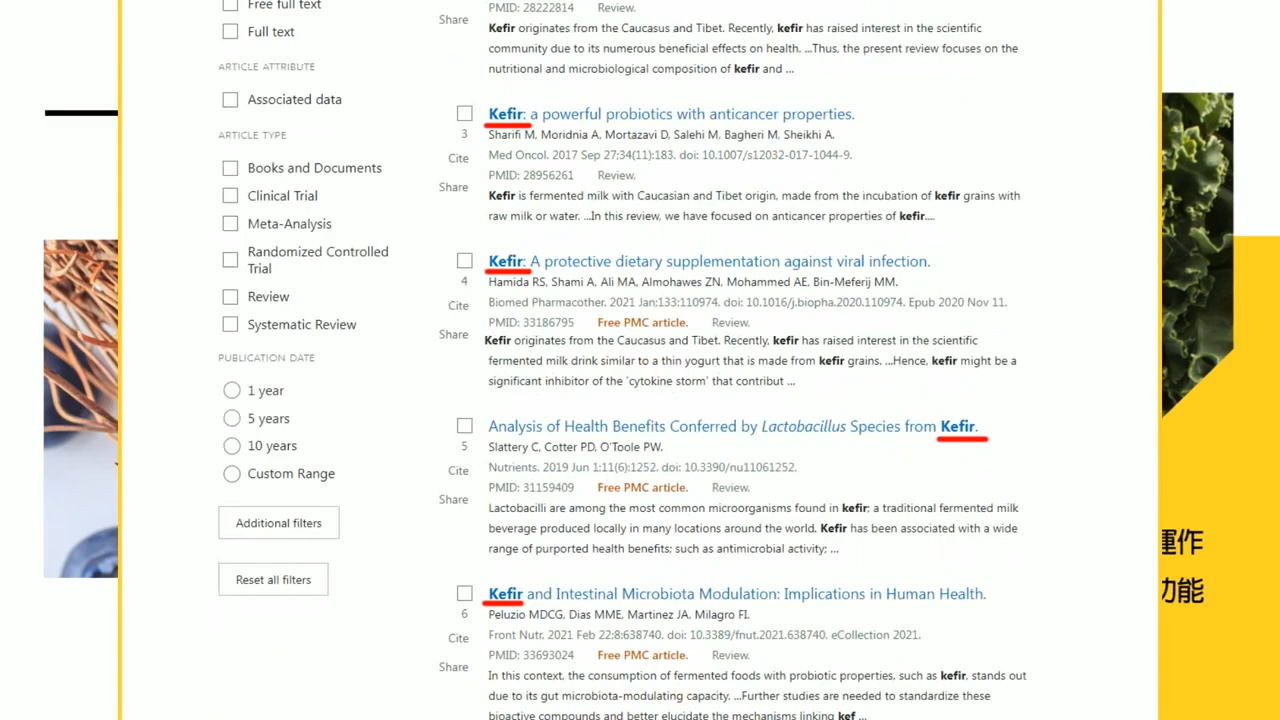 Free full text
Full text
ARTICLE ATTRIBUTE
Associated data
ARTICLE TYPE
Books and Documents
Clinical Trial
Meta-Analysis
Randomized Controlled
Trial
Review
Systematic Review
PUBLICATION DATE
1 year
5 years
10 years
Custom Range
Additional filters
Reset all filters
Share
PMID: 28222814 Review.
Kefir originates from the Caucasus and Tibet. Recently, kefir has raised interest in the scientific
community due to its numerous beneficial effects on health. ...Thus, the present review focuses on the
nutritional and microbiological composition of kefir and ...
Kefir: a powerful probiotics with anticancer properties.
3
Sharifi M, Moridnia A, Mortazavi D, Salehi M, Bagheri M, Sheikhi A.
Cite
Med Oncol. 2017 Sep 27;34(11):183. doi: 10.1007/s12032-017-1044-9.
PMID: 28956261 Review.
Share
Kefir is fermented milk with Caucasian and Tibet origin, made from the incubation of kefir grains with
raw milk or water. ...In this review, we have focused on anticancer properties of kefir....
Kefir: A protective dietary supplementation against viral infection.
4
Hamida RS, Shami A, Ali MA, Almohawes ZN, Mohammed AE, Bin-Meferij MM.
Cite
Biomed Pharmacother. 2021 Jan;133:110974. doi: 10.1016/j.biopha.2020.110974. Epub 2020 Nov 11.
PMID: 33186795 Free PMC article. Review.
Share
Kefir originates from the Caucasus and Tibet. Recently, kefir has raised interest in the scientific
fermented milk drink similar to a thin yogurt that is made from kefir grains. ...Hence, kefir might be a
significant inhibitor of the 'cytokine storm' that contribut ...
Analysis of Health Benefits Conferred by Lactobacillus Species from Kefir.
5
Slattery C, Cotter PD, O'Toole PW.
Cite
Nutrients. 2019 Jun 1;11(6):1252. doi: 10.3390/nu11061252.
PMID: 31159409 Free PMC article. Review.
Share
Lactobacilli are among the most common microorganisms found in kefir; a traditional fermented milk
beverage produced locally in many locations around the world. Kefir has been associated with a wide
range of purported health benefits; such as antimicrobial activity; ...
Kefir and Intestinal Microbiota Modulation: Implications in Human Health.
6
Peluzio MDCG, Dias MME, Martinez JA, Milagro FI.
Cite
Front Nutr. 2021 Feb 22;8:638740. doi: 10.3389/fnut.2021.638740. eCollection 2021.
PMID: 33693024 Free PMC article. Review.
Share
In this context, the consumption of fermented foods with probiotic properties, such as kefir, stands out
due to its gut microbiota-modulating capacity. ...Further studies are needed to standardize these
bioactive compounds and better elucidate the mechanisms linking kef ...
運作
功能